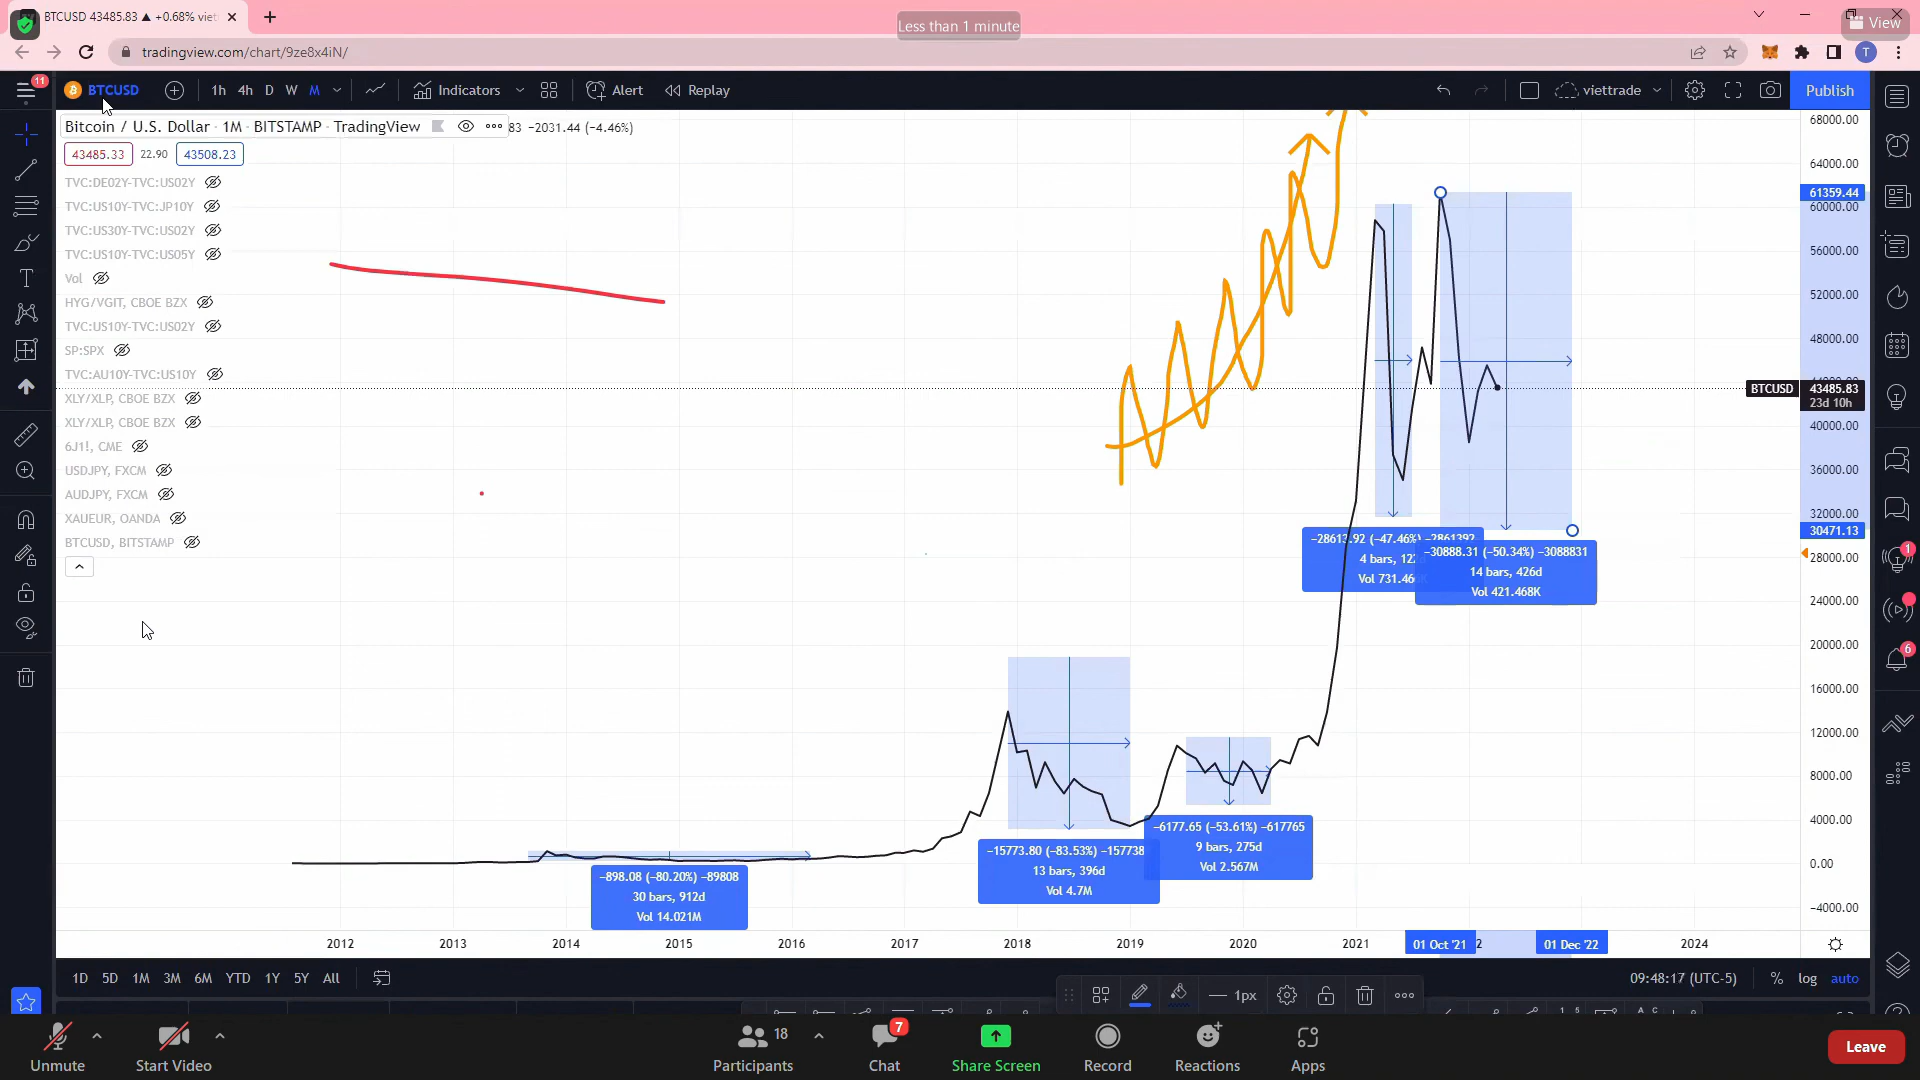 BTCUSD 43485.83 ▲ +0.68% viet
Less than 1 minute
View
tradingview.com/chart/9ze8x4iN/
T
11
BTCUSD
1h 4h D W M
Indicators
Alert
Replay
viettrade
Publish
Bitcoin / U.S. Dollar · 1M · BITSTAMP · TradingView
83 −2031.44 (−4.46%)
43485.33 22.90 43508.23
TVC:DE02Y-TVC:US02Y
TVC:US10Y-TVC:JP10Y
TVC:US30Y-TVC:US02Y
TVC:US10Y-TVC:US05Y
Vol
HYG/VGIT, CBOE BZX
TVC:US10Y-TVC:US02Y
SP:SPX
TVC:AU10Y-TVC:US10Y
XLY/XLP, CBOE BZX
XLY/XLP, CBOE BZX
6J1!, CME
USDJPY, FXCM
AUDJPY, FXCM
XAUEUR, OANDA
BTCUSD, BITSTAMP
68000.00
64000.00
61359.44
60000.00
56000.00
52000.00
48000.00
BTCUSD 43485.83
23d 10h
40000.00
36000.00
32000.00
30471.13
28000.00
24000.00
20000.00
16000.00
12000.00
8000.00
4000.00
0.00
−4000.00
−28613.92 (−47.46%) −2861392
4 bars, 122
Vol 731.46
−30888.31 (−50.34%) −3088831
14 bars, 426d
Vol 421.468K
−15773.80 (−83.53%) −157738
13 bars, 396d
Vol 4.7M
−6177.65 (−53.61%) −617765
9 bars, 275d
Vol 2.567M
−898.08 (−80.20%) −89808
30 bars, 912d
Vol 14.021M
2012 2013 2014 2015 2016 2017 2018 2019 2020 2021 01 Oct '21 2 01 Dec '22 2024
1
6
1D 5D 1M 3M 6M YTD 1Y 5Y All
09:48:17 (UTC-5) % log auto
1px
Unmute
Start Video
18
Participants
7
Chat
Share Screen
Record
Reactions
Apps
Leave